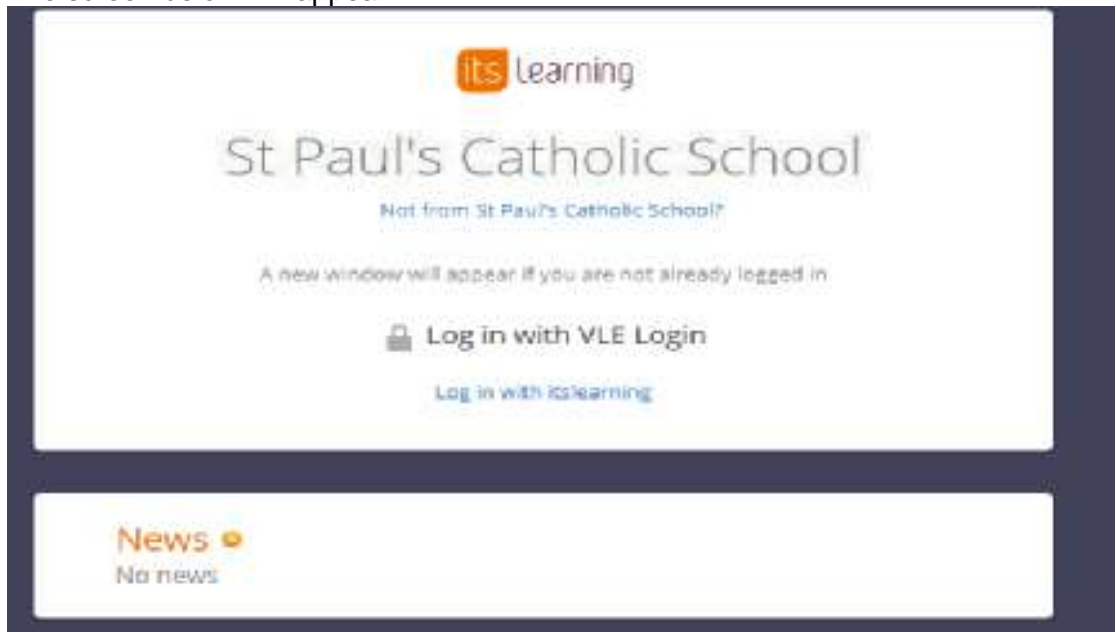 its learning
St Paul's Catholic School
Not from St Paul's Catholic School?
A new window will appear if you are not already logged in
Log in with VLE Login
Log in with itslearning
News
No news